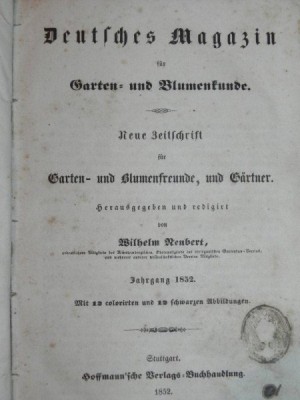 Deutsches Magazin
für
Garten- und Blumenkunde.
Neue Zeitschrift
für
Garten- und Blumenfreunde, und Gärtner.
Herausgegeben und redigirt
von
Wilhelm Neubert,
Jahrgang 1852.
Mit colorirten und schwarzen Abbildungen.
Stuttgart.
Hoffmann'sche Verlags-Buchhandlung.
1852.